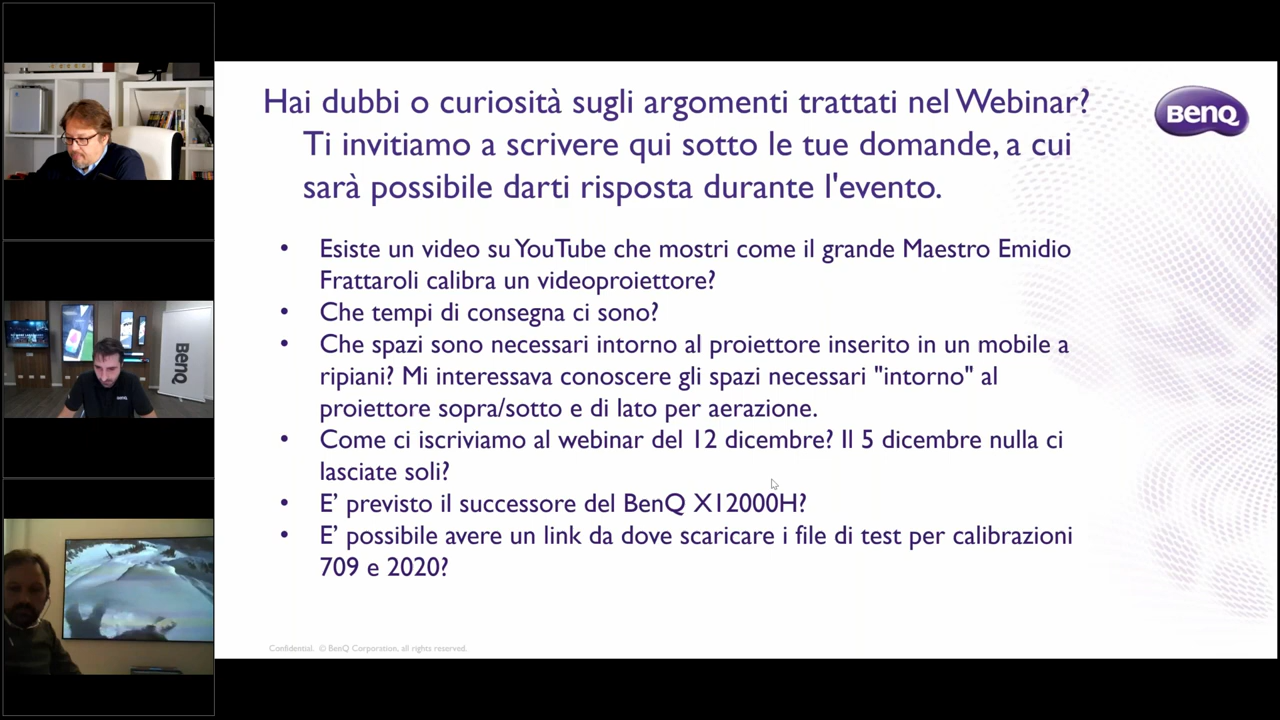 Hai dubbi o curiosità sugli argomenti trattati nel Webinar?
Ti invitiamo a scrivere qui sotto le tue domande, a cui
sarà possibile darti risposta durante l'evento.
BenQ
• Esiste un video su YouTube che mostri come il grande Maestro Emidio
Frattaroli calibra un videoproiettore?
• Che tempi di consegna ci sono?
• Che spazi sono necessari intorno al proiettore inserito in un mobile a
ripiani? Mi interessava conoscere gli spazi necessari "intorno" al
proiettore sopra/sotto e di lato per aerazione.
• Come ci iscriviamo al webinar del 12 dicembre? Il 5 dicembre nulla ci
lasciate soli?
• E' previsto il successore del BenQ X12000H?
• E' possibile avere un link da dove scaricare i file di test per calibrazioni
709 e 2020?
Confidential. © BenQ Corporation, all rights reserved.
BenQ